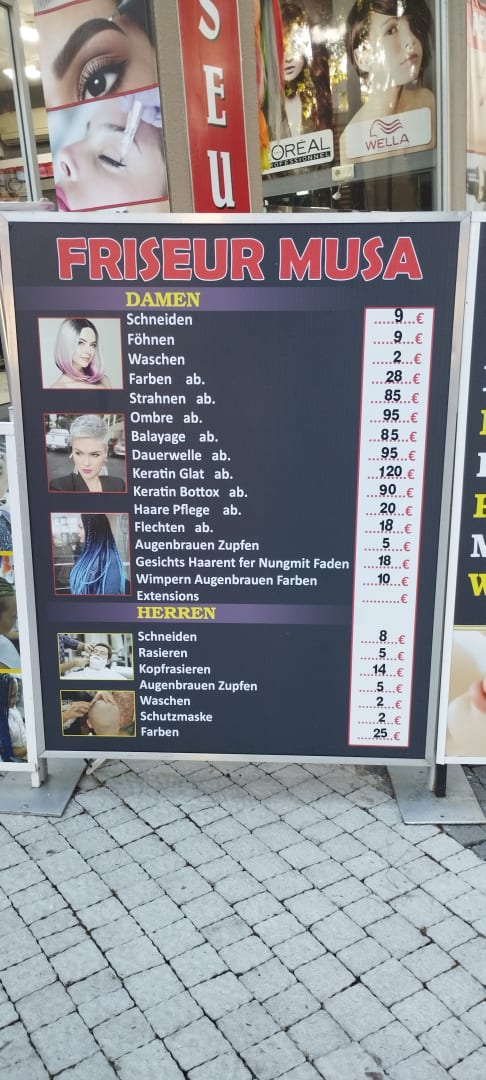 SEU
ORÉAL
PROFESSIONNEL
WELLA
FRISEUR MUSA
DAMEN
Schneiden .....9...€
Föhnen .....9...€
Waschen .....2...€
Farben ab. ...28...€
Strahnen ab. ...85...€
Ombre ab. ...95...€
Balayage ab. ...85...€
Dauerwelle ab. ...95...€
Keratin Glat ab. ..120..€
Keratin Bottox ab. ...90...€
Haare Pflege ab. ...20...€
Flechten ab. ...18...€
Augenbrauen Zupfen .....5....€
Gesichts Haarent fer Nungmit Faden ...18...€
Wimpern Augenbrauen Farben ...10...€
Extensions ..........€
HERREN
Schneiden .....8....€
Rasieren .....5....€
Kopfrasieren ...14...€
Augenbrauen Zupfen .....5....€
Waschen .....2....€
Schutzmaske .....2....€
Farben ...25...€